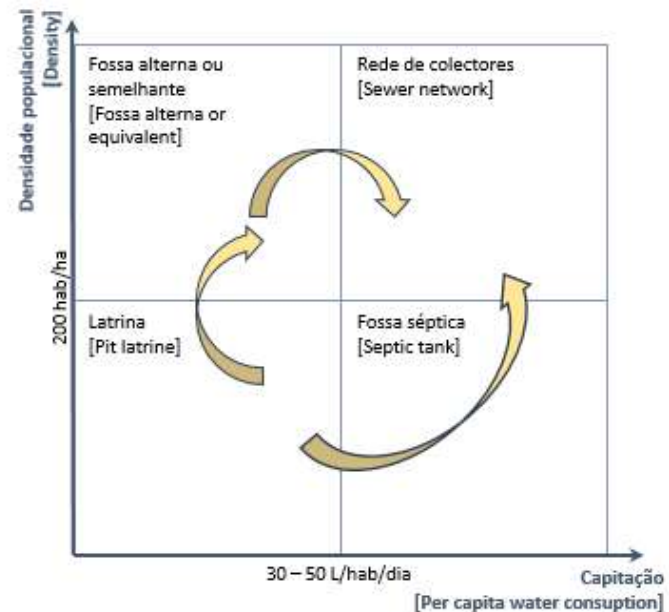 Densidade populacional
[Density]
Fossa alterna ou
semelhante
[Fossa alterna or
equivalent]
Rede de colectores
[Sewer network]
200 hab/ha
Latrina
[Pit latrine]
Fossa séptica
[Septic tank]
30 – 50 L/hab/dia
Capitação
[Per capita water consuption]